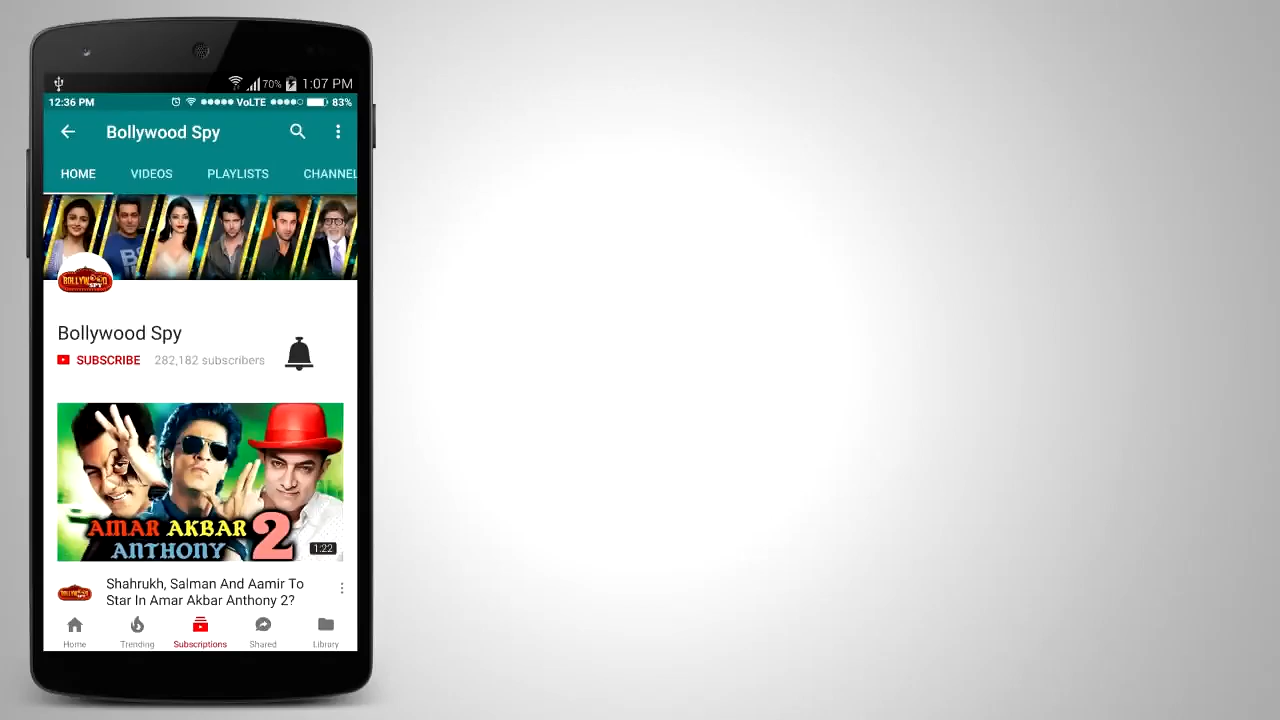 70% 1:07 PM
12:36 PM VoLTE 83%
Bollywood Spy
HOME VIDEOS PLAYLISTS CHANNEL
BOLLYWOOD
SPY
Bollywood Spy
SUBSCRIBE 282,182 subscribers
AMAR AKBAR
ANTHONY 2
1:22
Shahrukh, Salman And Aamir To
Star In Amar Akbar Anthony 2?
Home Trending Subscriptions Shared Library